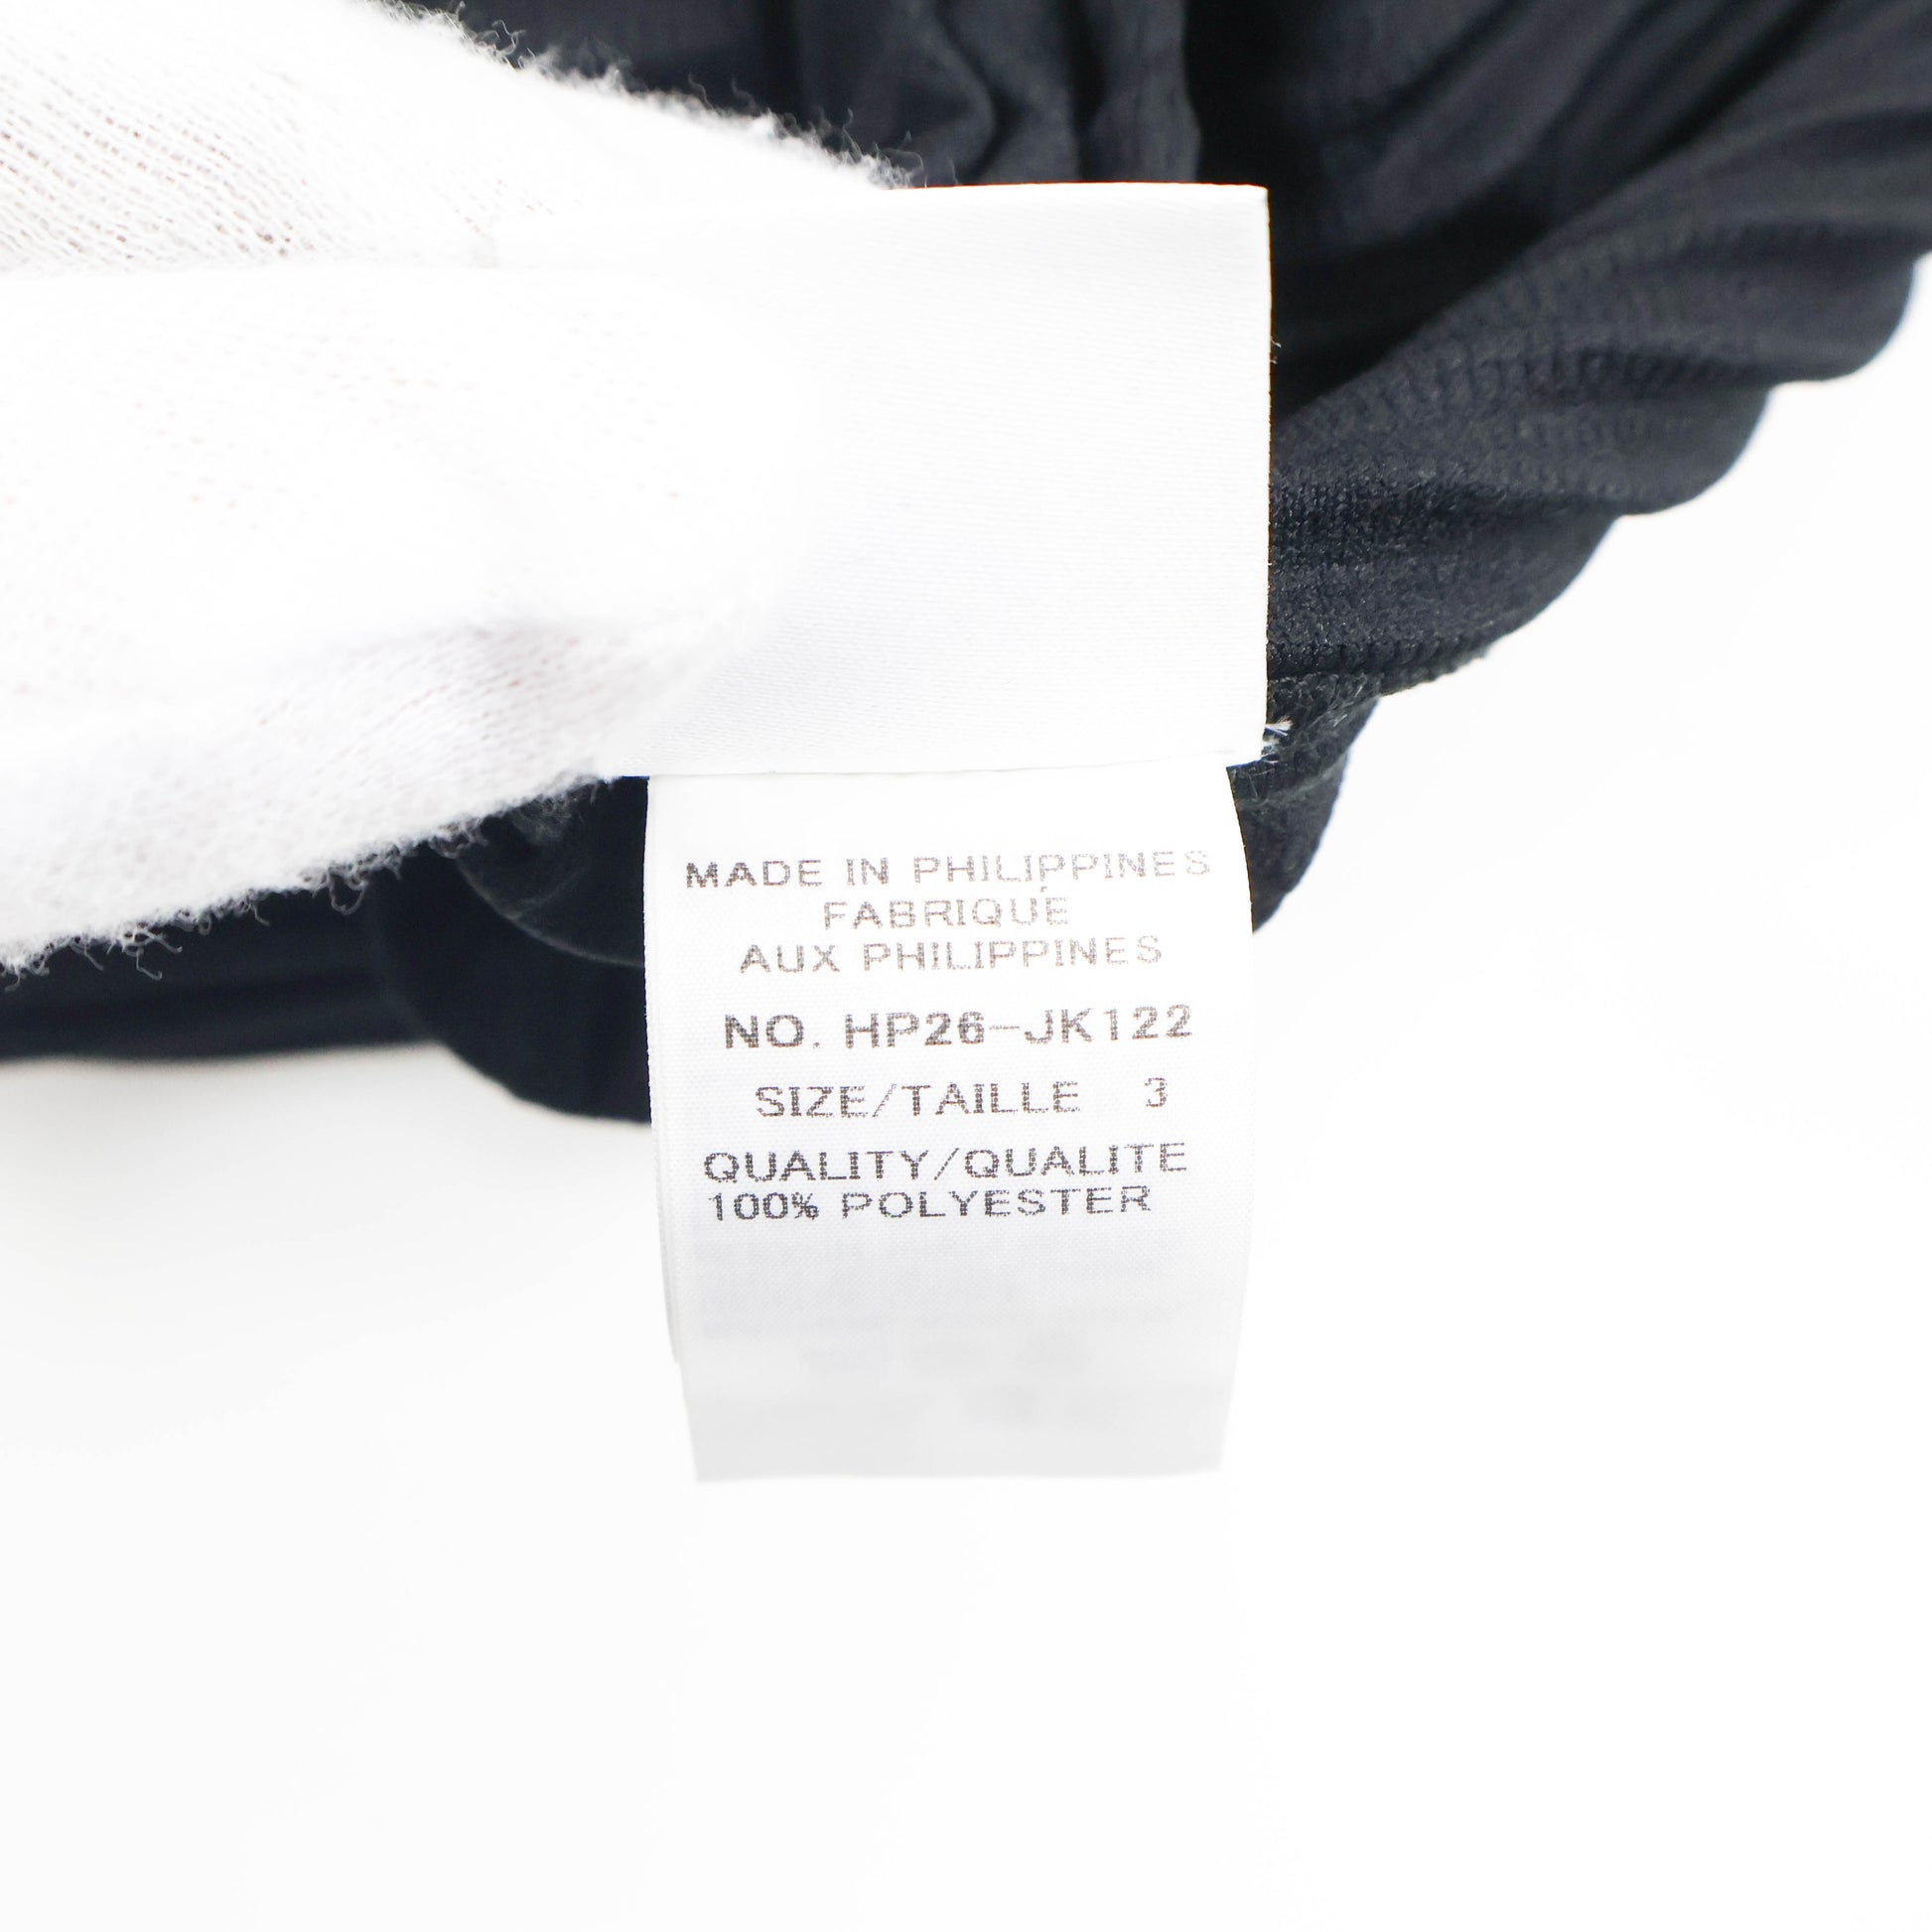 MADE IN PHILIPPINES
FABRIQUÉ
AUX PHILIPPINES
NO. HP26-JK122
SIZE/TAILLE 3
QUALITY/QUALITE
100% POLYESTER